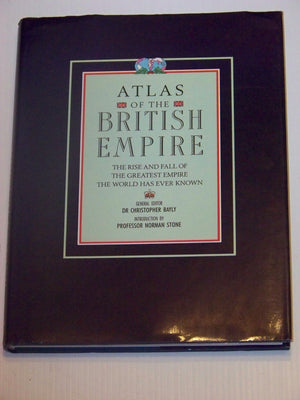 ATLAS
OF THE
BRITISH
EMPIRE
THE RISE AND FALL OF
THE GREATEST EMPIRE
THE WORLD HAS EVER KNOWN
GENERAL EDITOR
DR CHRISTOPHER BAYLY
INTRODUCTION BY
PROFESSOR NORMAN STONE